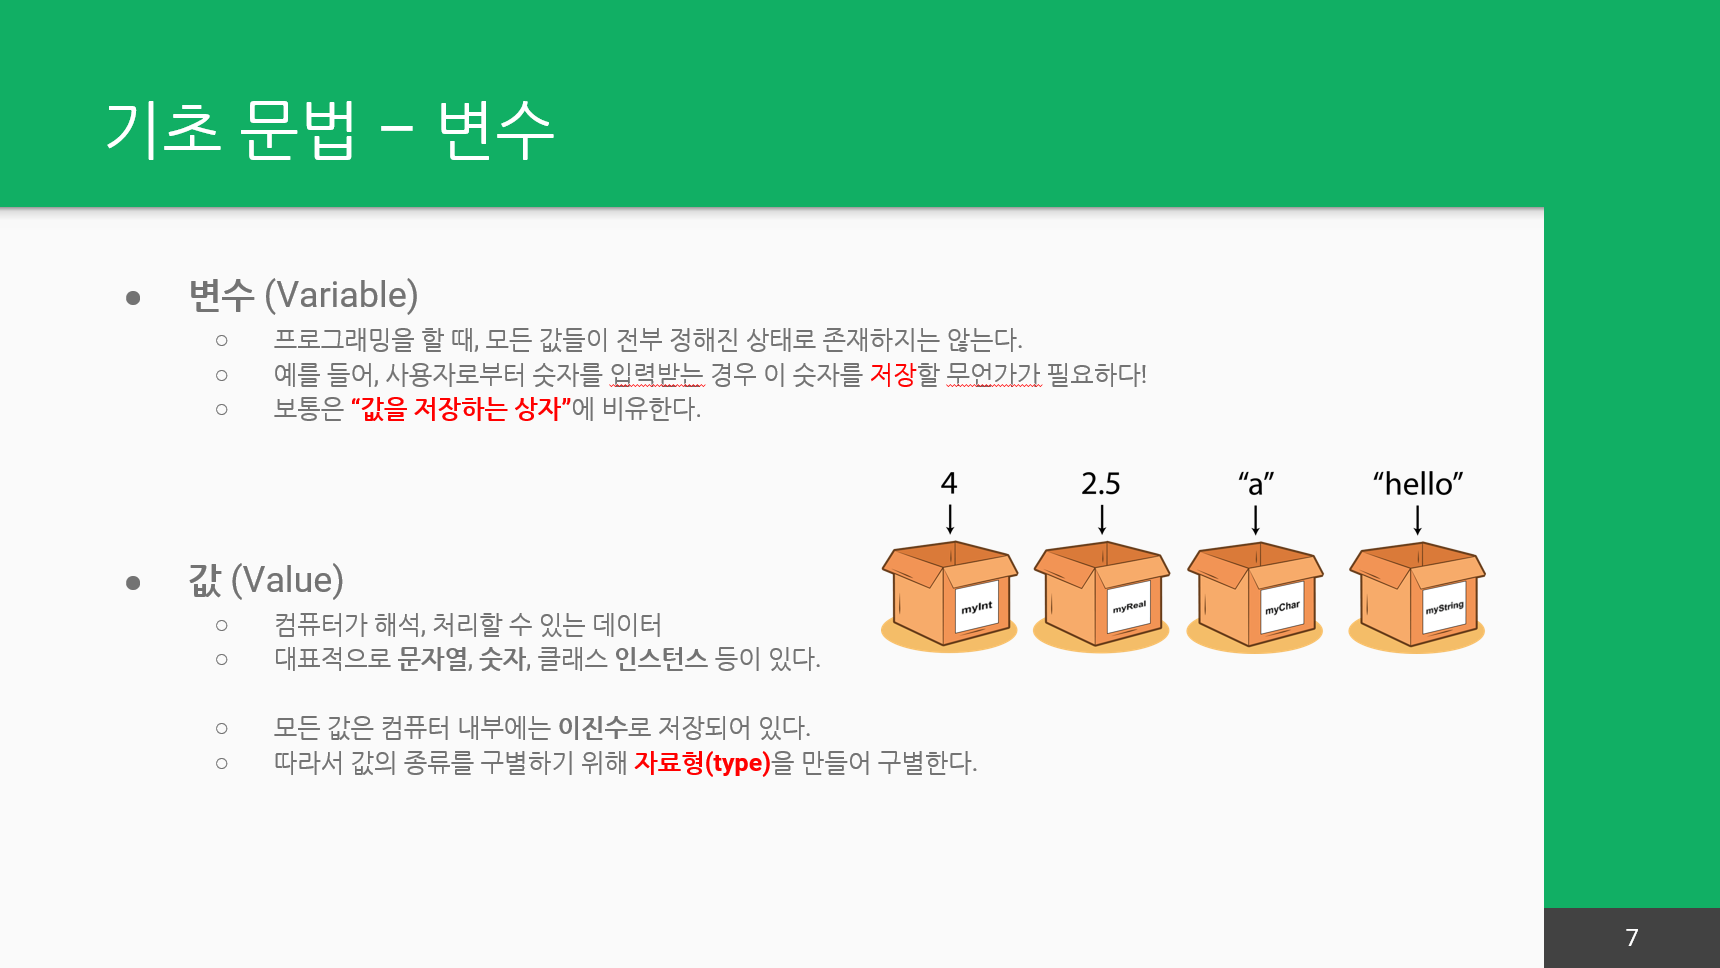 기초 문법 – 변수
● 변수 (Variable)
○ 프로그래밍을 할 때, 모든 값들이 전부 정해진 상태로 존재하지는 않는다.
○ 예를 들어, 사용자로부터 숫자를 입력받는 경우 이 숫자를 저장할 무언가가 필요하다!
○ 보통은 “값을 저장하는 상자”에 비유한다.
4 2.5 “a” “hello”
myInt myReal myChar myString
● 값 (Value)
○ 컴퓨터가 해석, 처리할 수 있는 데이터
○ 대표적으로 문자열, 숫자, 클래스 인스턴스 등이 있다.
○ 모든 값은 컴퓨터 내부에는 이진수로 저장되어 있다.
○ 따라서 값의 종류를 구별하기 위해 자료형(type)을 만들어 구별한다.
7